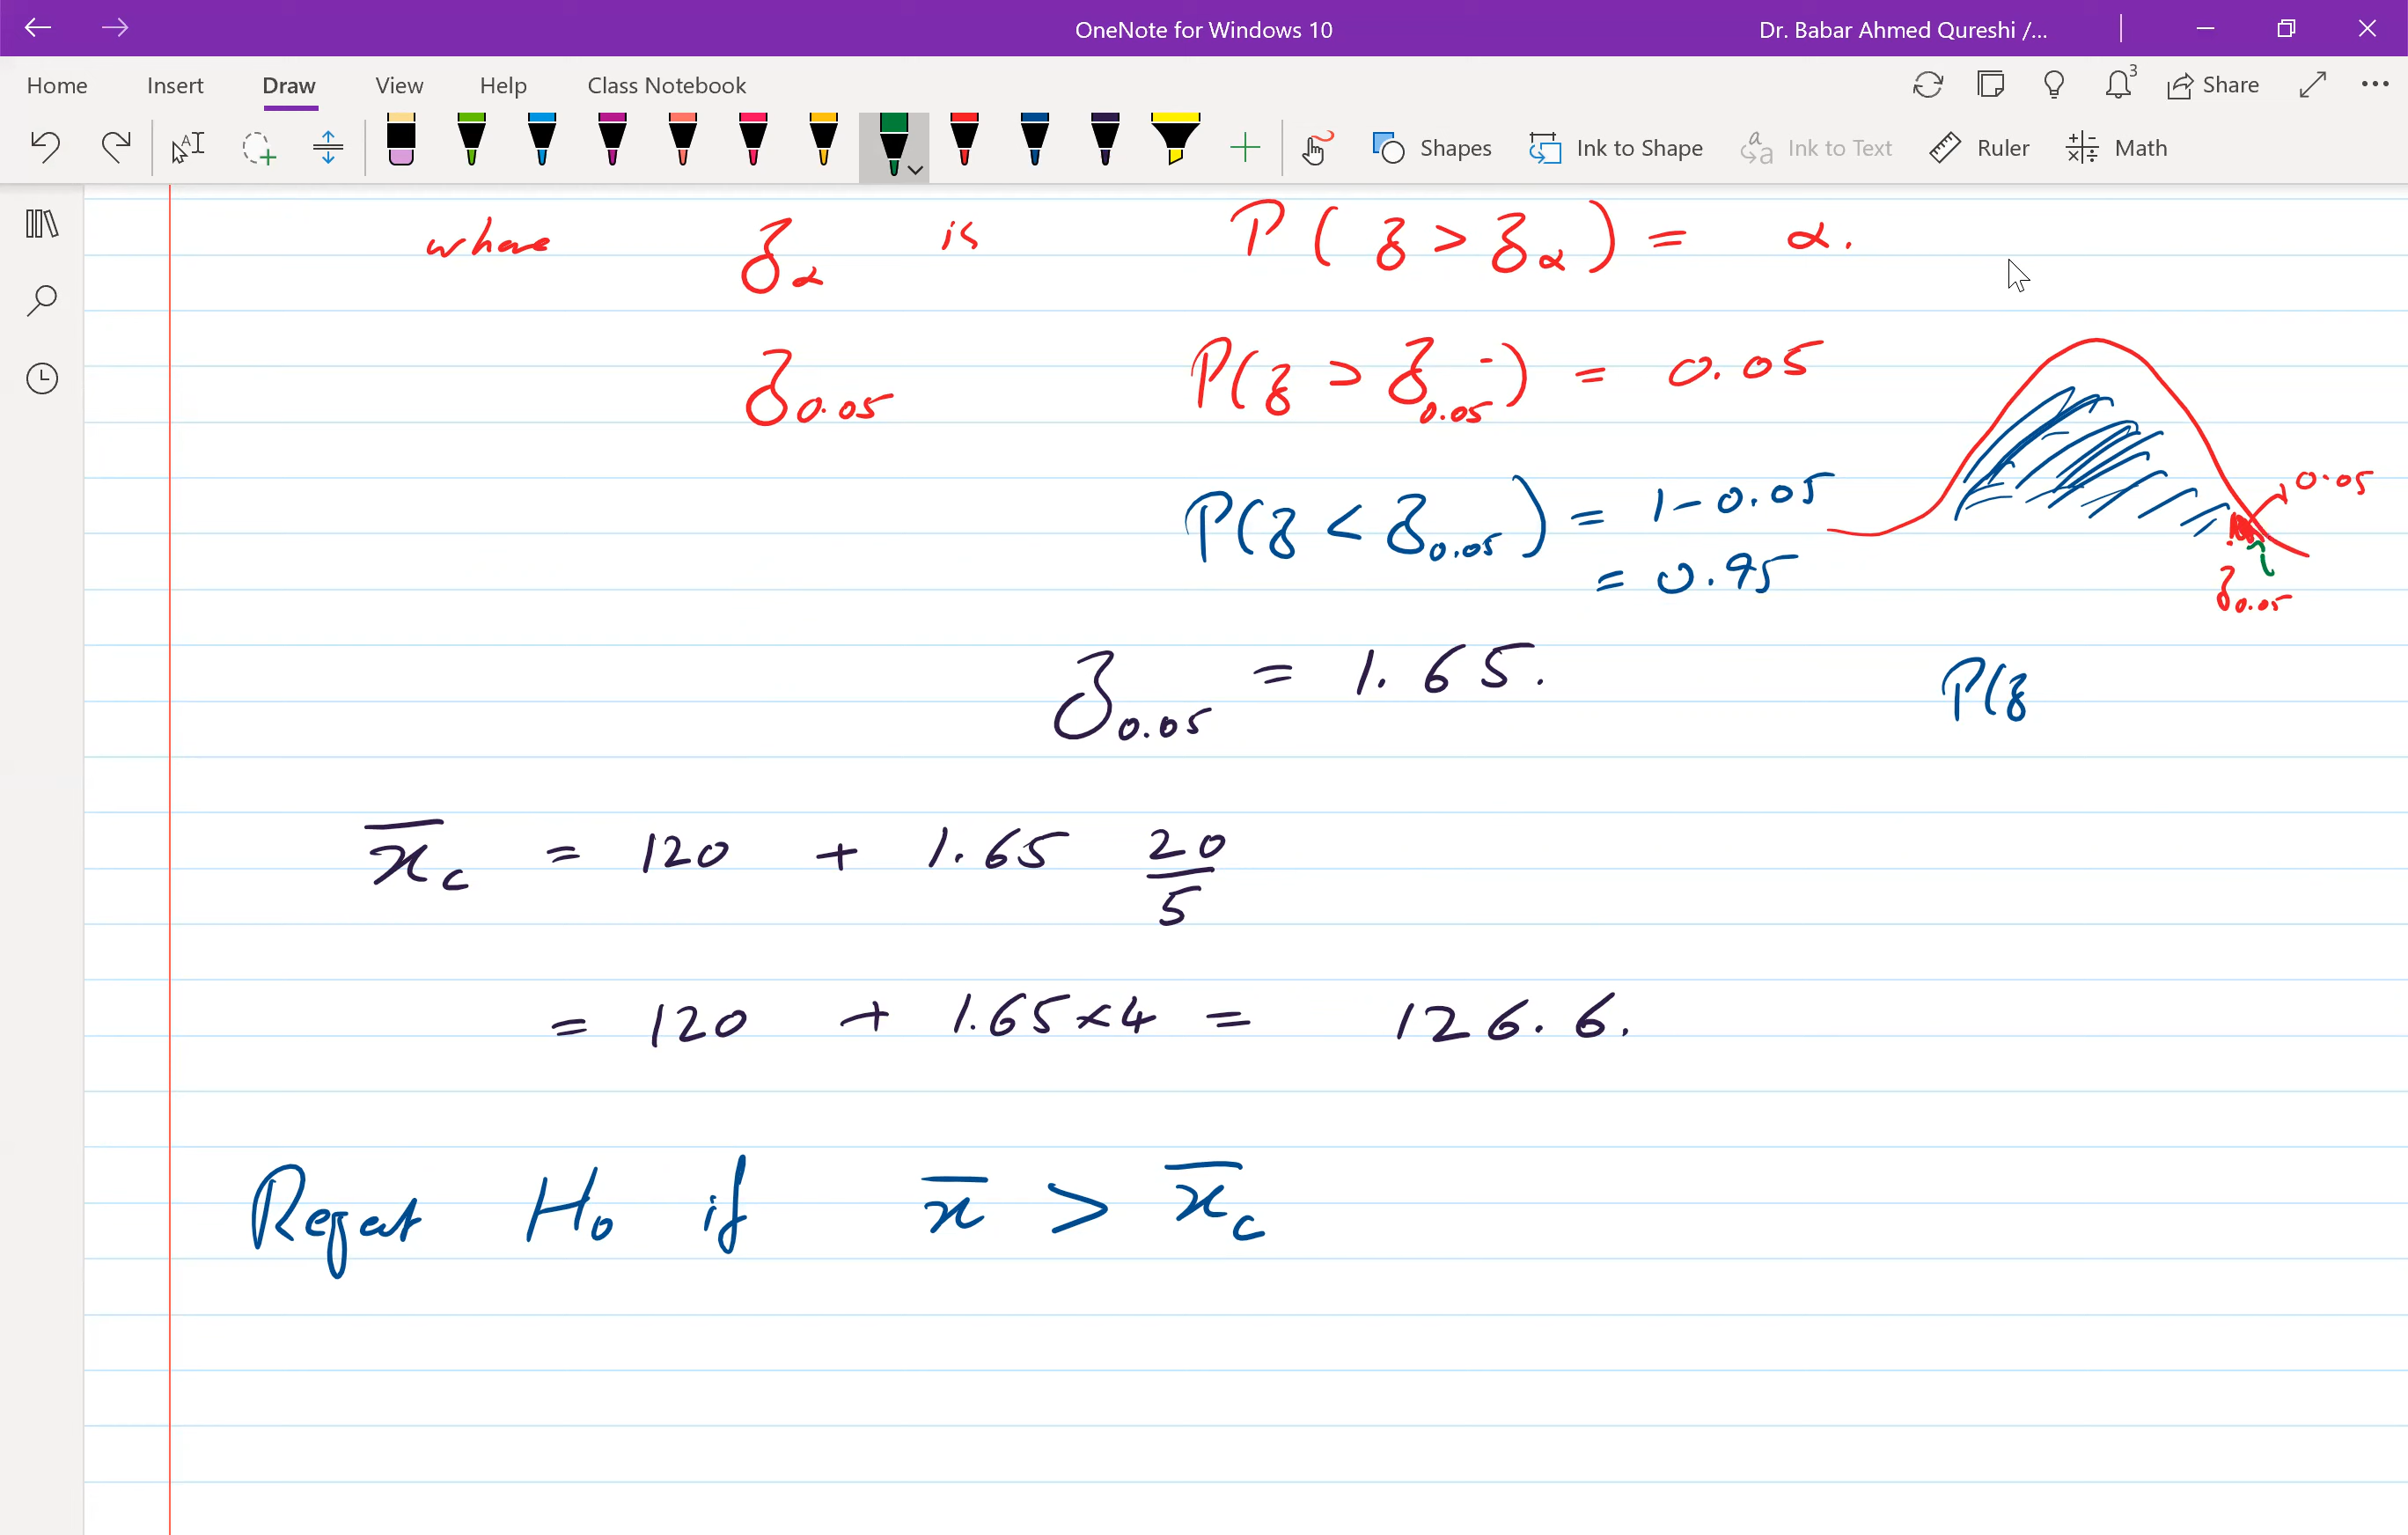 OneNote for Windows 10
Dr. Babar Ahmed Qureshi /...
Home Insert Draw View Help Class Notebook
3 Share
Shapes Ink to Shape Ink to Text Ruler Math
where z_α is P(z > z_α) = α.
z_0.05 P(z > z_0.05) = 0.05
0.05
P(z < z_0.05) = 1 - 0.05
= 0.95
z_0.05
z_0.05 = 1.65.
P(z
x̄_c = 120 + 1.65 20/5
= 120 + 1.65 × 4 = 126.6.
Reject H₀ if x̄ > x̄_c